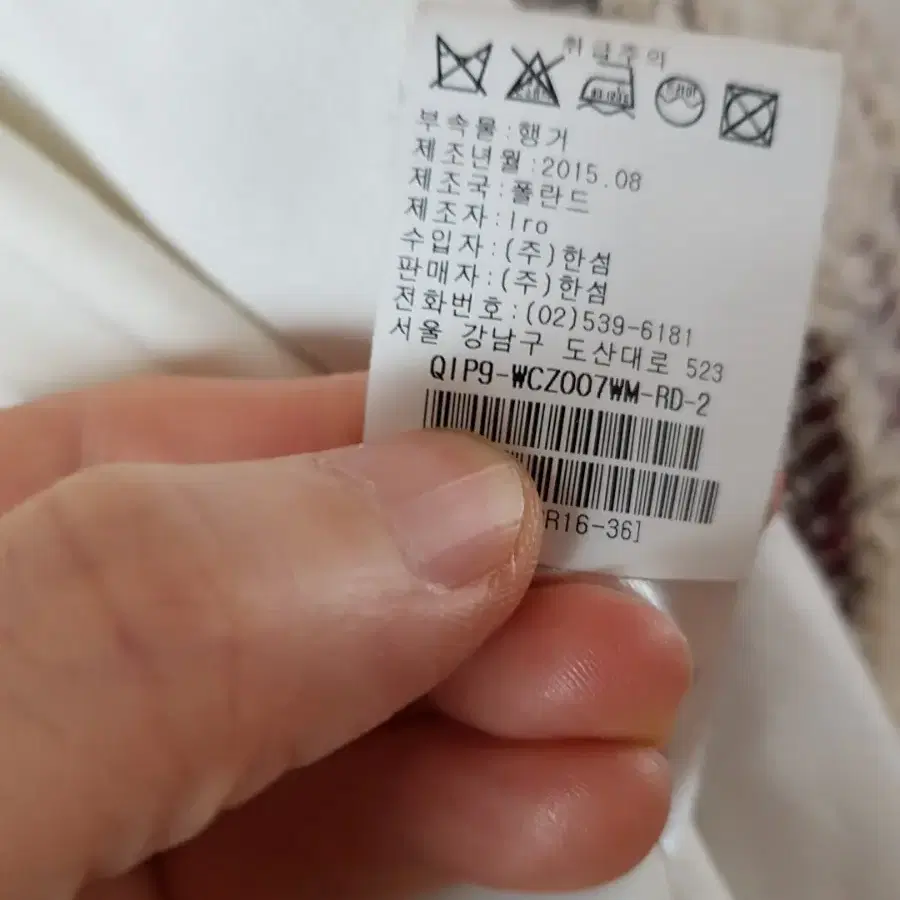 취급주의
부속물:행거
제조년월:2015.08
제조국:폴란드
제조자:Iro
수입자:(주)한섬
판매자:(주)한섬
전화번호:(02)539-6181
서울 강남구 도산대로 523
QIP9-WCZ007WM-RD-2
R16-36]